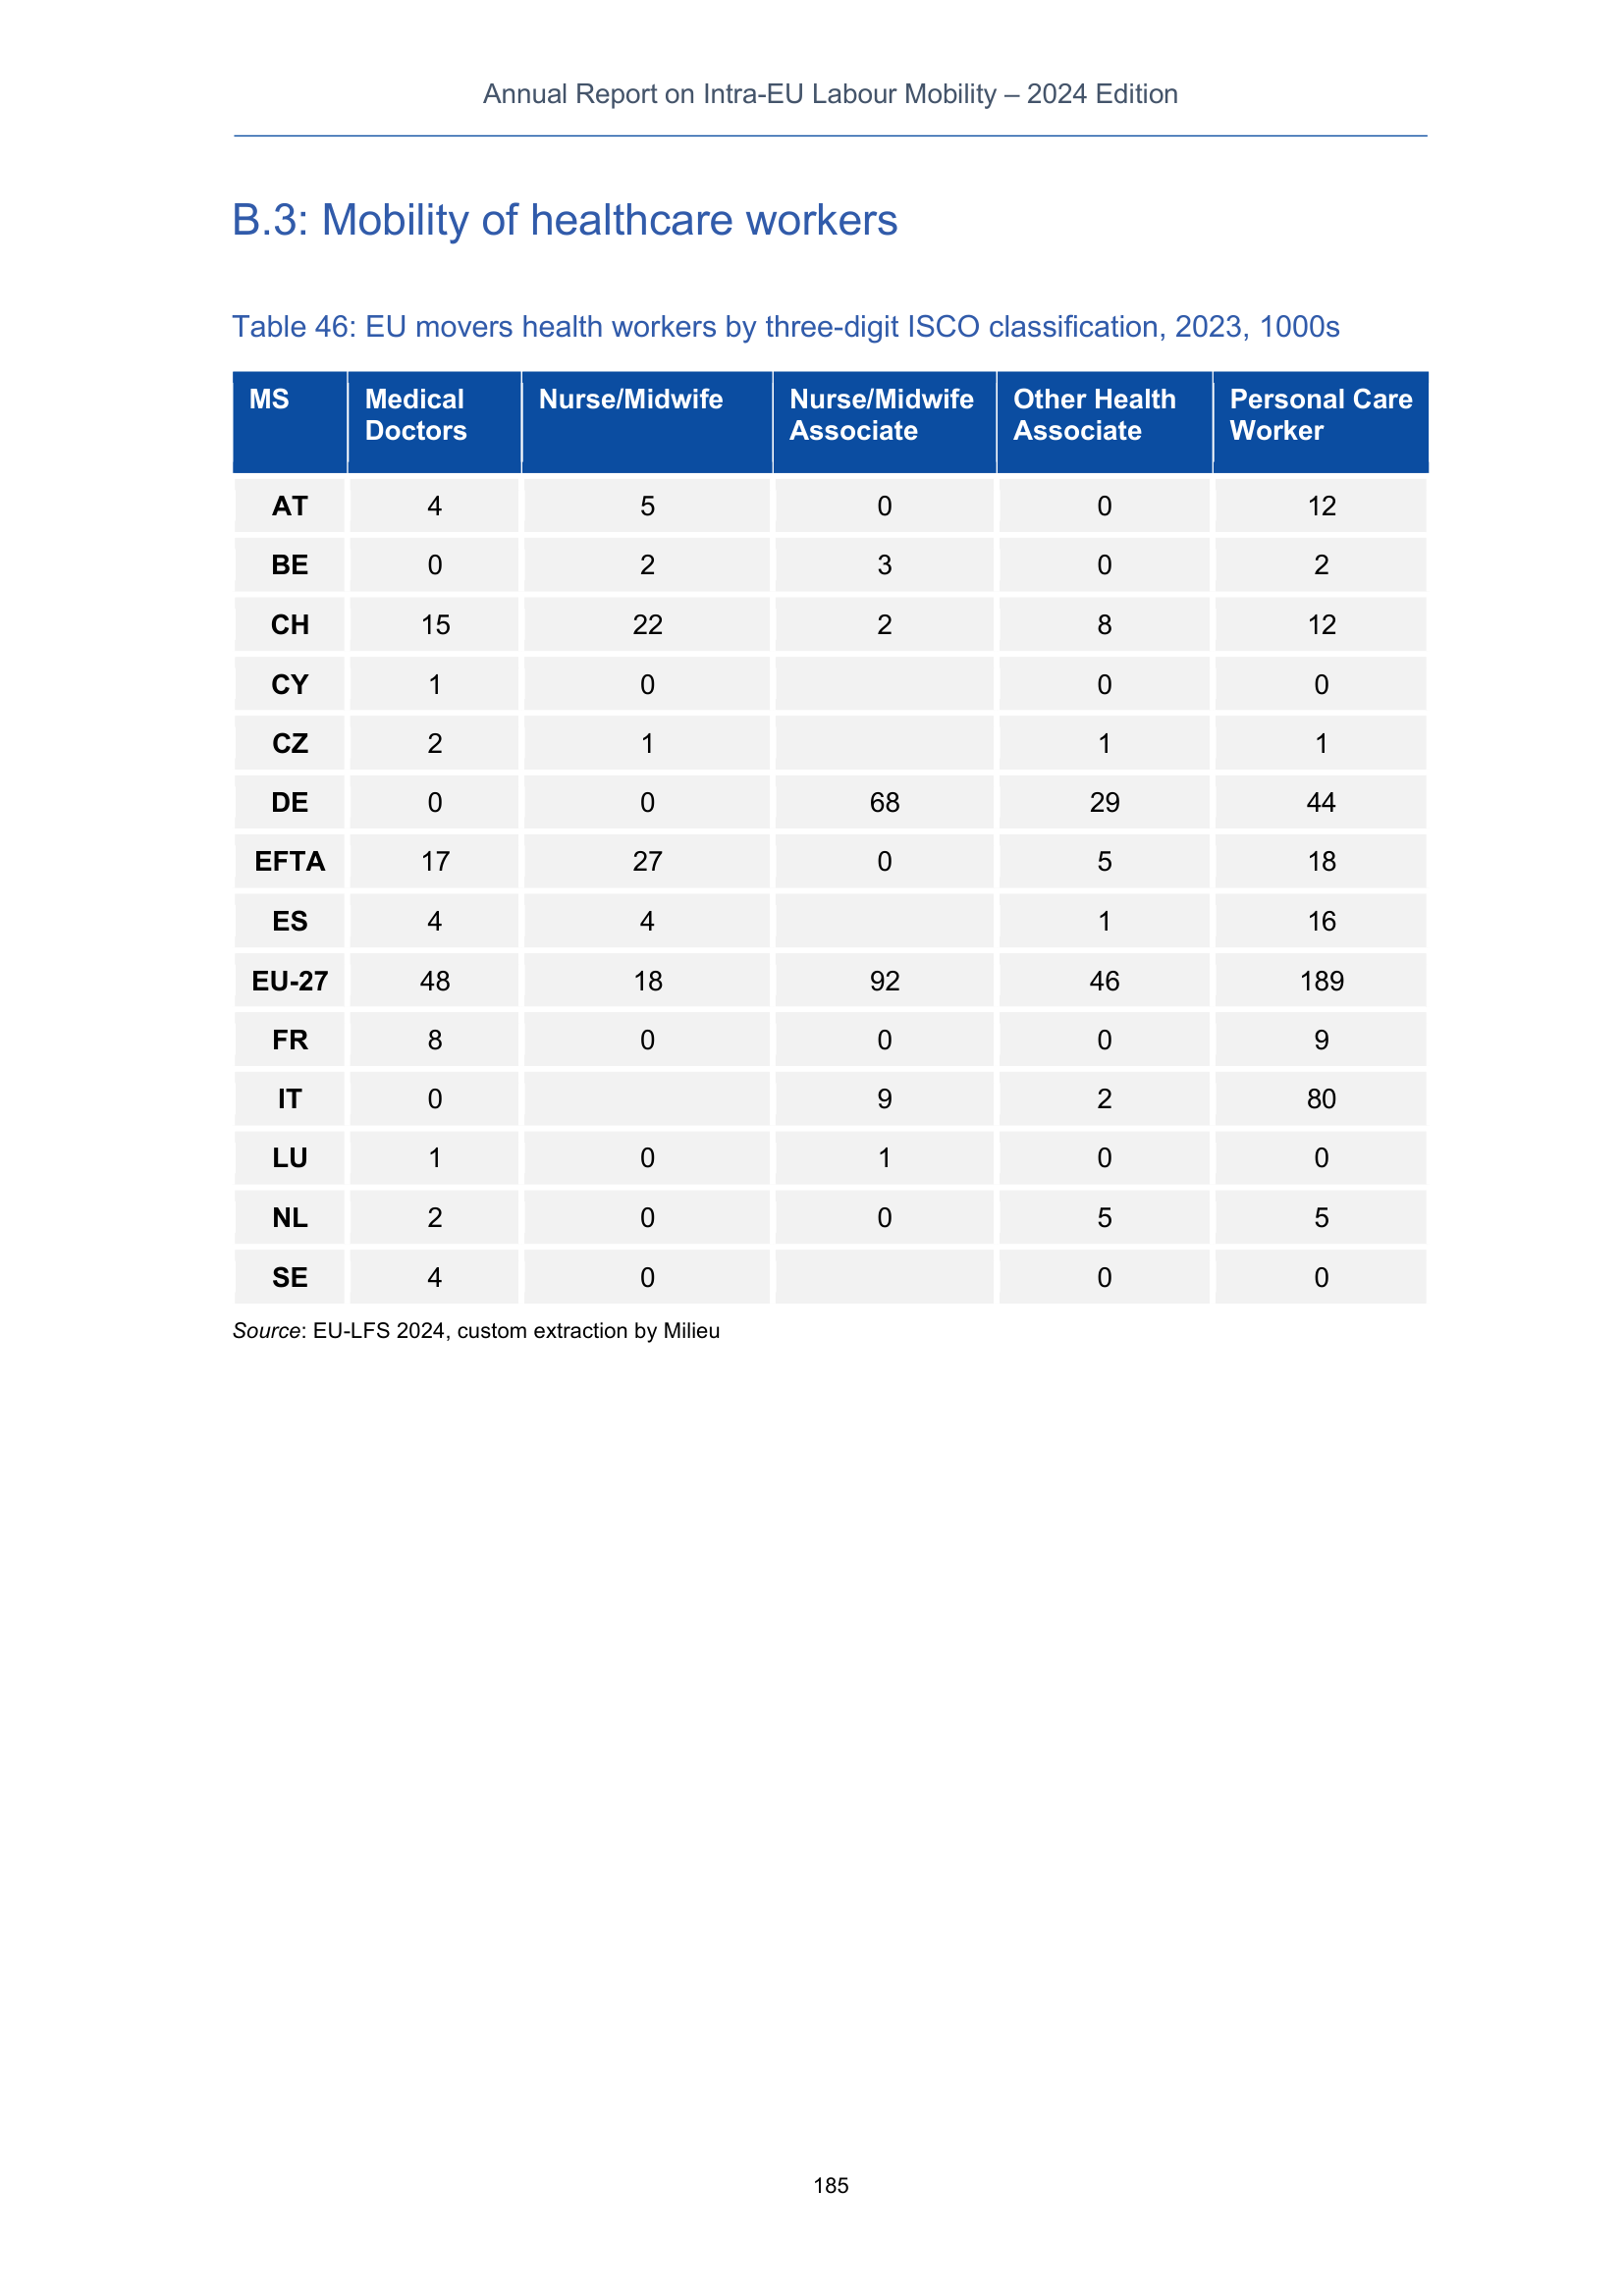 Annual Report on Intra-EU Labour Mobility – 2024 Edition
B.3: Mobility of healthcare workers
Table 46: EU movers health workers by three-digit ISCO classification, 2023, 1000s
MS Medical Doctors Nurse/Midwife Nurse/Midwife Associate Other Health Associate Personal Care Worker
AT 4 5 0 0 12
BE 0 2 3 0 2
CH 15 22 2 8 12
CY 1 0 0 0
CZ 2 1 1 1
DE 0 0 68 29 44
EFTA 17 27 0 5 18
ES 4 4 1 16
EU-27 48 18 92 46 189
FR 8 0 0 0 9
IT 0 9 2 80
LU 1 0 1 0 0
NL 2 0 0 5 5
SE 4 0 0 0
Source: EU-LFS 2024, custom extraction by Milieu
185